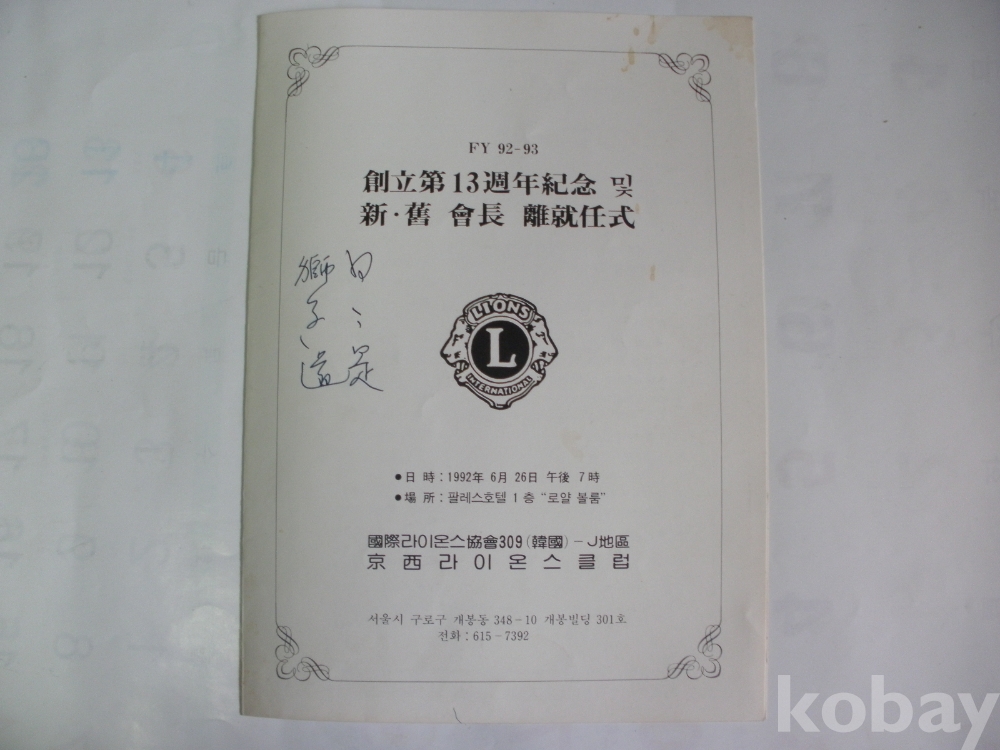 FY 92-93
創立第13週年紀念 및
新·舊 會長 離就任式
獅子
LIONS
L
INTERNATIONAL
●日 時 : 1992年 6月 26日 午後 7時
●場 所 : 팔레스호텔 1층 “로얄 볼룸”
國際라이온스協會309(韓國)-J地區
京西라이온스클럽
서울시 구로구 개봉동 348-10 개봉빌딩 301호
전화 : 615-7392
kobay